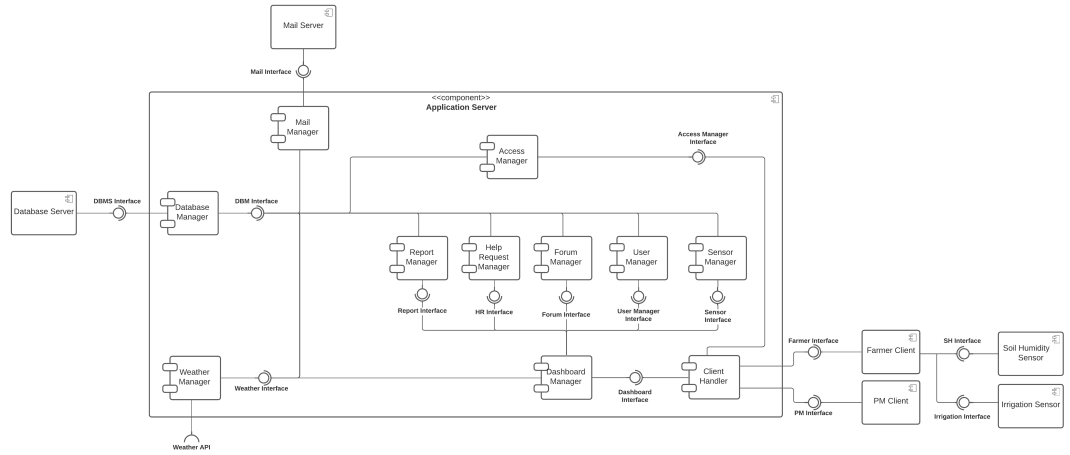 Mail Server
Mail Interface
<<component>>
Application Server
Mail
Manager
Access Manager
Interface
Access
Manager
Database Server
DBMS Interface
Database
Manager
DBM Interface
Report
Manager
Help
Request
Manager
Forum
Manager
User
Manager
Sensor
Manager
Report Interface
HR Interface
Forum Interface
User Manager
Interface
Sensor
Interface
Weather
Manager
Weather Interface
Dashboard
Manager
Dashboard
Interface
Client
Handler
Farmer Interface
Farmer Client
SH Interface
Soil Humidity
Sensor
PM Interface
PM Client
Irrigation Interface
Irrigation Sensor
Weather API